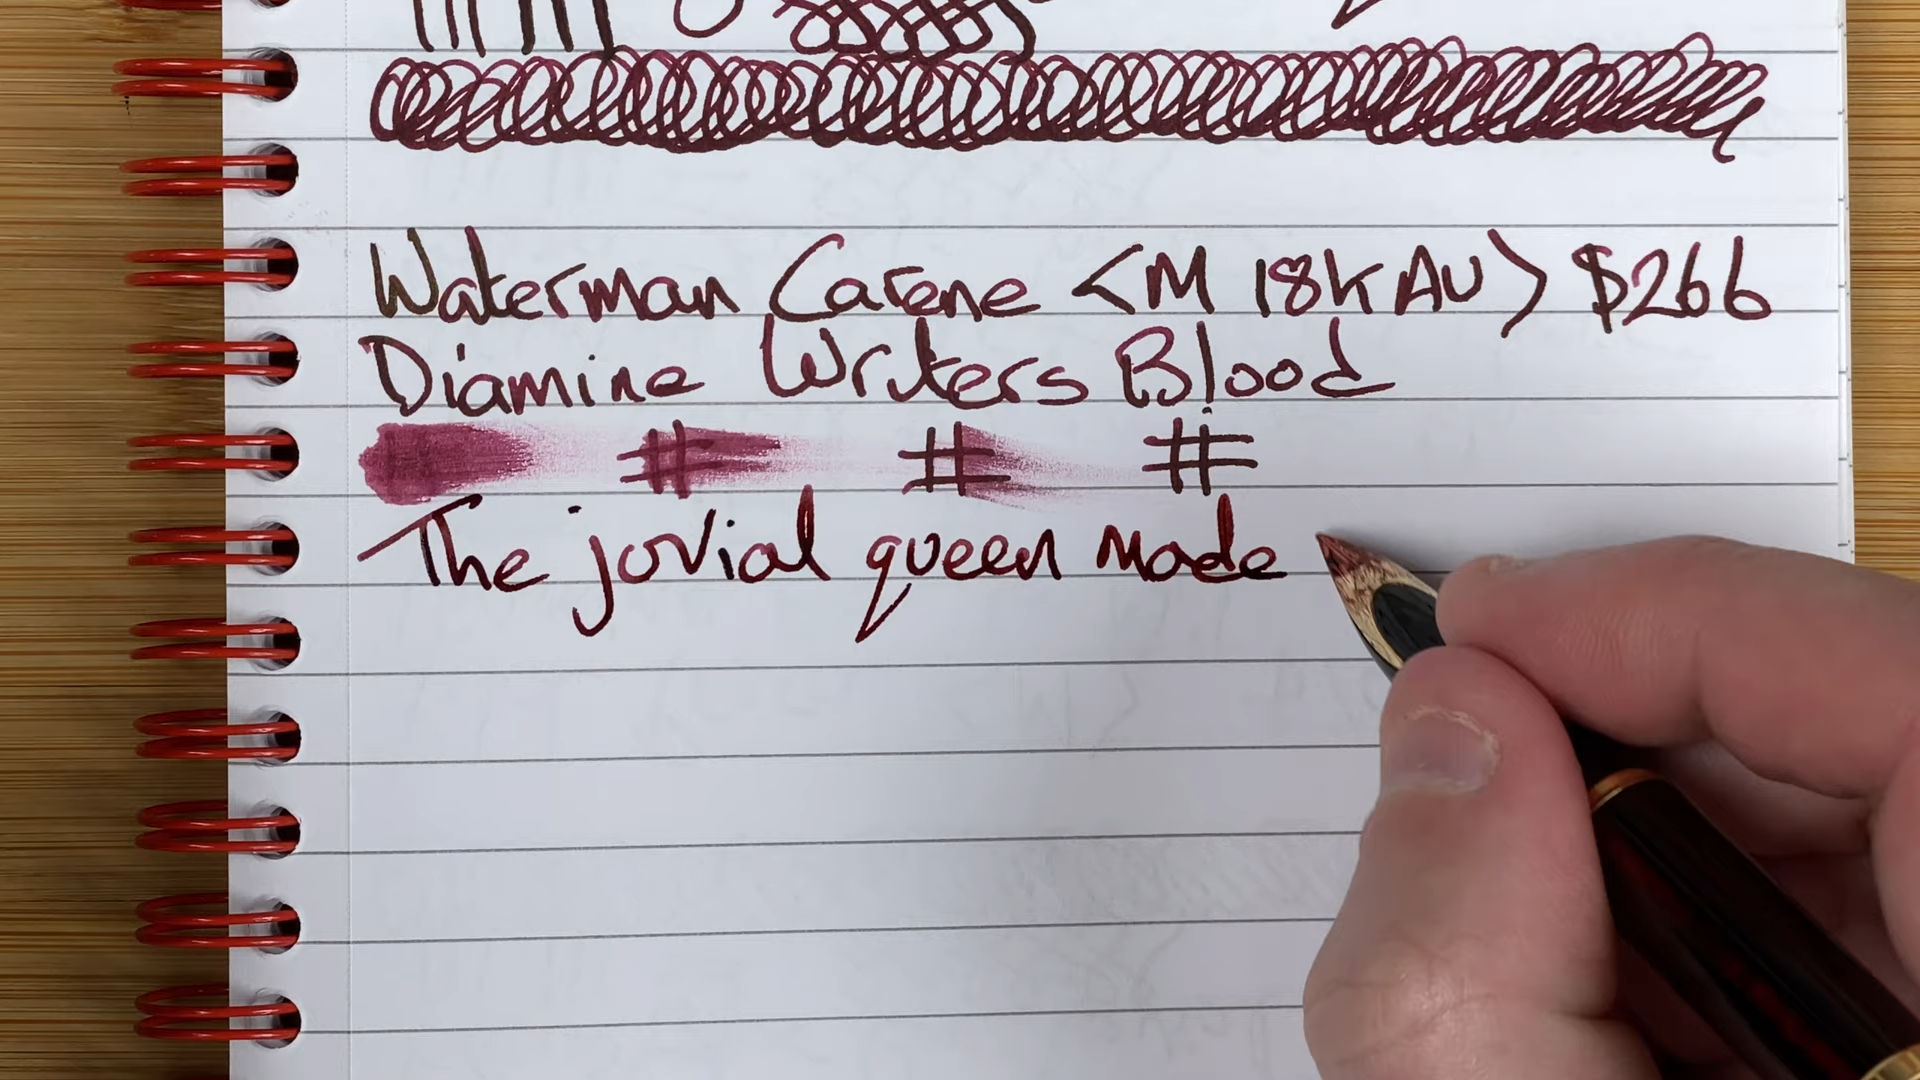 Waterman Carene <M 18K AU> $266
Diamine Writers Blood
# # #
The jovial queen made